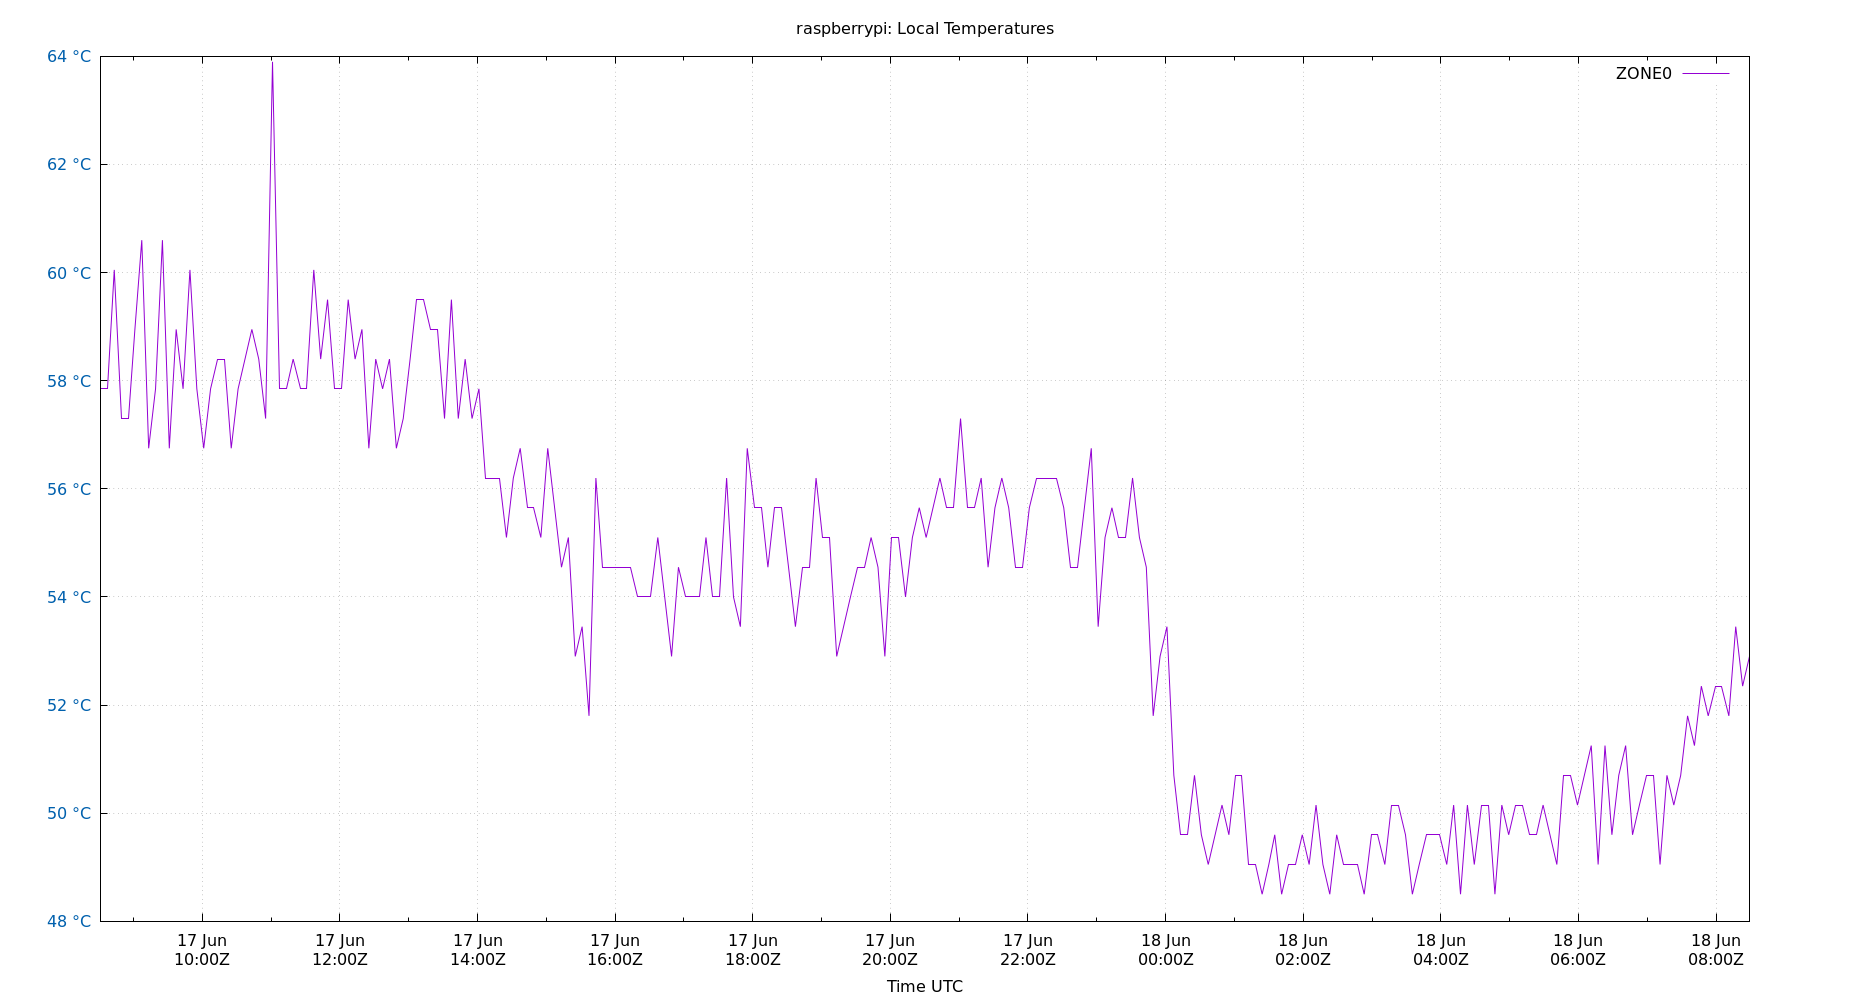 raspberrypi: Local Temperatures
64 °C
ZONE0
62 °C
60 °C
58 °C
56 °C
54 °C
52 °C
50 °C
48 °C
17 Jun 17 Jun 17 Jun 17 Jun 17 Jun 17 Jun 17 Jun 18 Jun 18 Jun 18 Jun 18 Jun 18 Jun
10:00Z 12:00Z 14:00Z 16:00Z 18:00Z 20:00Z 22:00Z 00:00Z 02:00Z 04:00Z 06:00Z 08:00Z
Time UTC